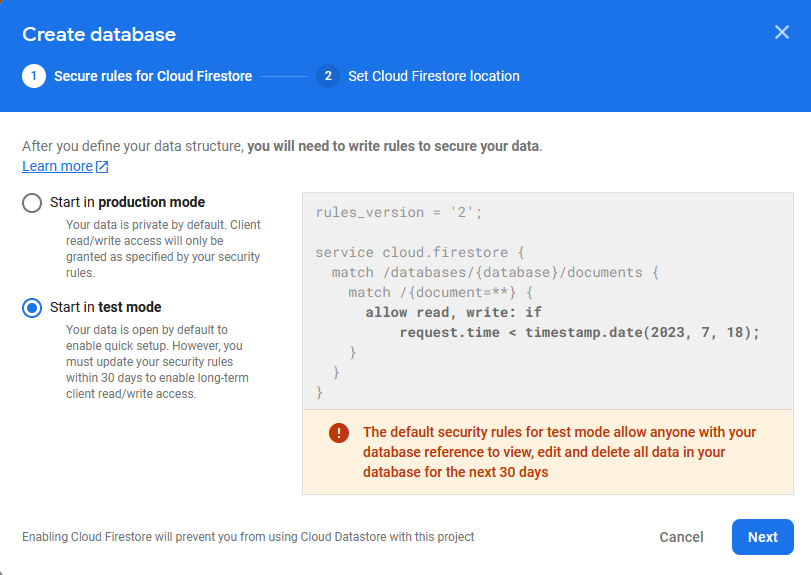 Create database
1 Secure rules for Cloud Firestore
2 Set Cloud Firestore location
After you define your data structure, you will need to write rules to secure your data.
Learn more
Start in production mode
Your data is private by default. Client
read/write access will only be
granted as specified by your security
rules.
Start in test mode
Your data is open by default to
enable quick setup. However, you
must update your security rules
within 30 days to enable long-term
client read/write access.
rules_version = '2';
service cloud.firestore {
match /databases/{database}/documents {
match /{document=**} {
allow read, write: if
request.time < timestamp.date(2023, 7, 18);
}
}
}
The default security rules for test mode allow anyone with your
database reference to view, edit and delete all data in your
database for the next 30 days
Enabling Cloud Firestore will prevent you from using Cloud Datastore with this project
Cancel
Next